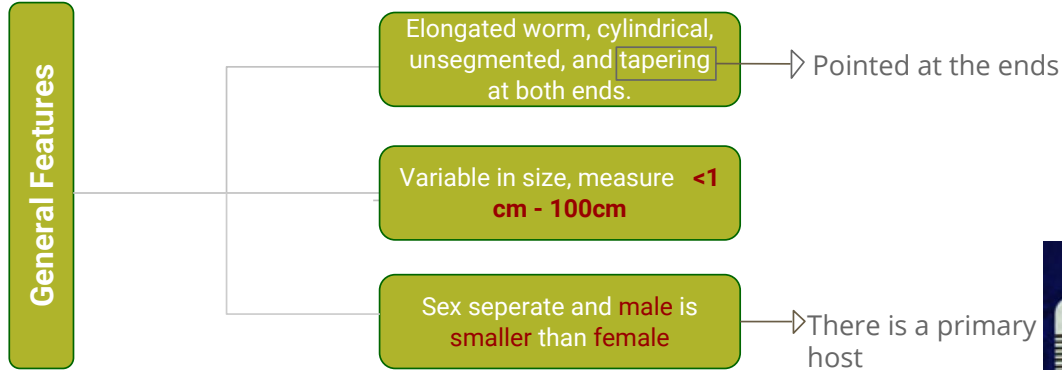 General Features
Elongated worm, cylindrical,
unsegmented, and tapering
at both ends.
Pointed at the ends
Variable in size, measure <1
cm - 100cm
Sex seperate and male is
smaller than female
There is a primary
host